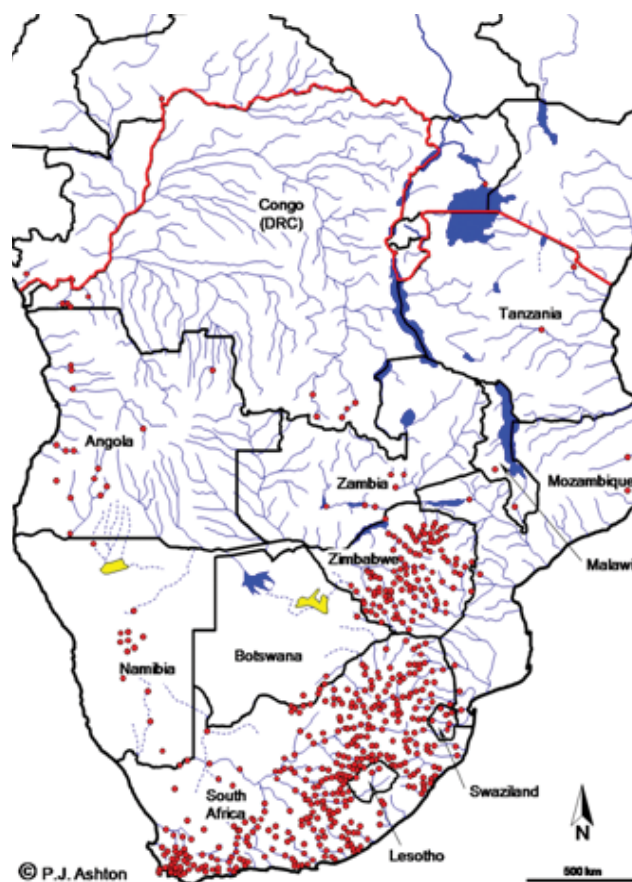 Congo
(DRC)
Tanzania
Angola
Zambia
Mozambique
Malawi
Zimbabwe
Namibia
Botswana
Swaziland
South
Africa
Lesotho
N
© P.J. Ashton
500 km